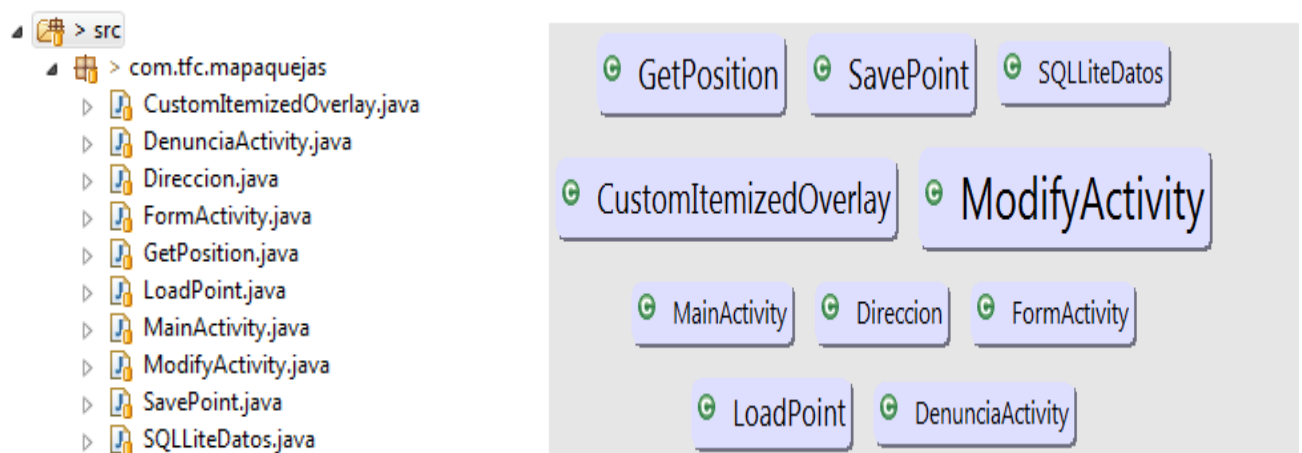 > src
> com.tfc.mapaquejas
CustomItemizedOverlay.java
DenunciaActivity.java
Direccion.java
FormActivity.java
GetPosition.java
LoadPoint.java
MainActivity.java
ModifyActivity.java
SavePoint.java
SQLLiteDatos.java
GetPosition SavePoint SQLLiteDatos
CustomItemizedOverlay ModifyActivity
MainActivity Direccion FormActivity
LoadPoint DenunciaActivity